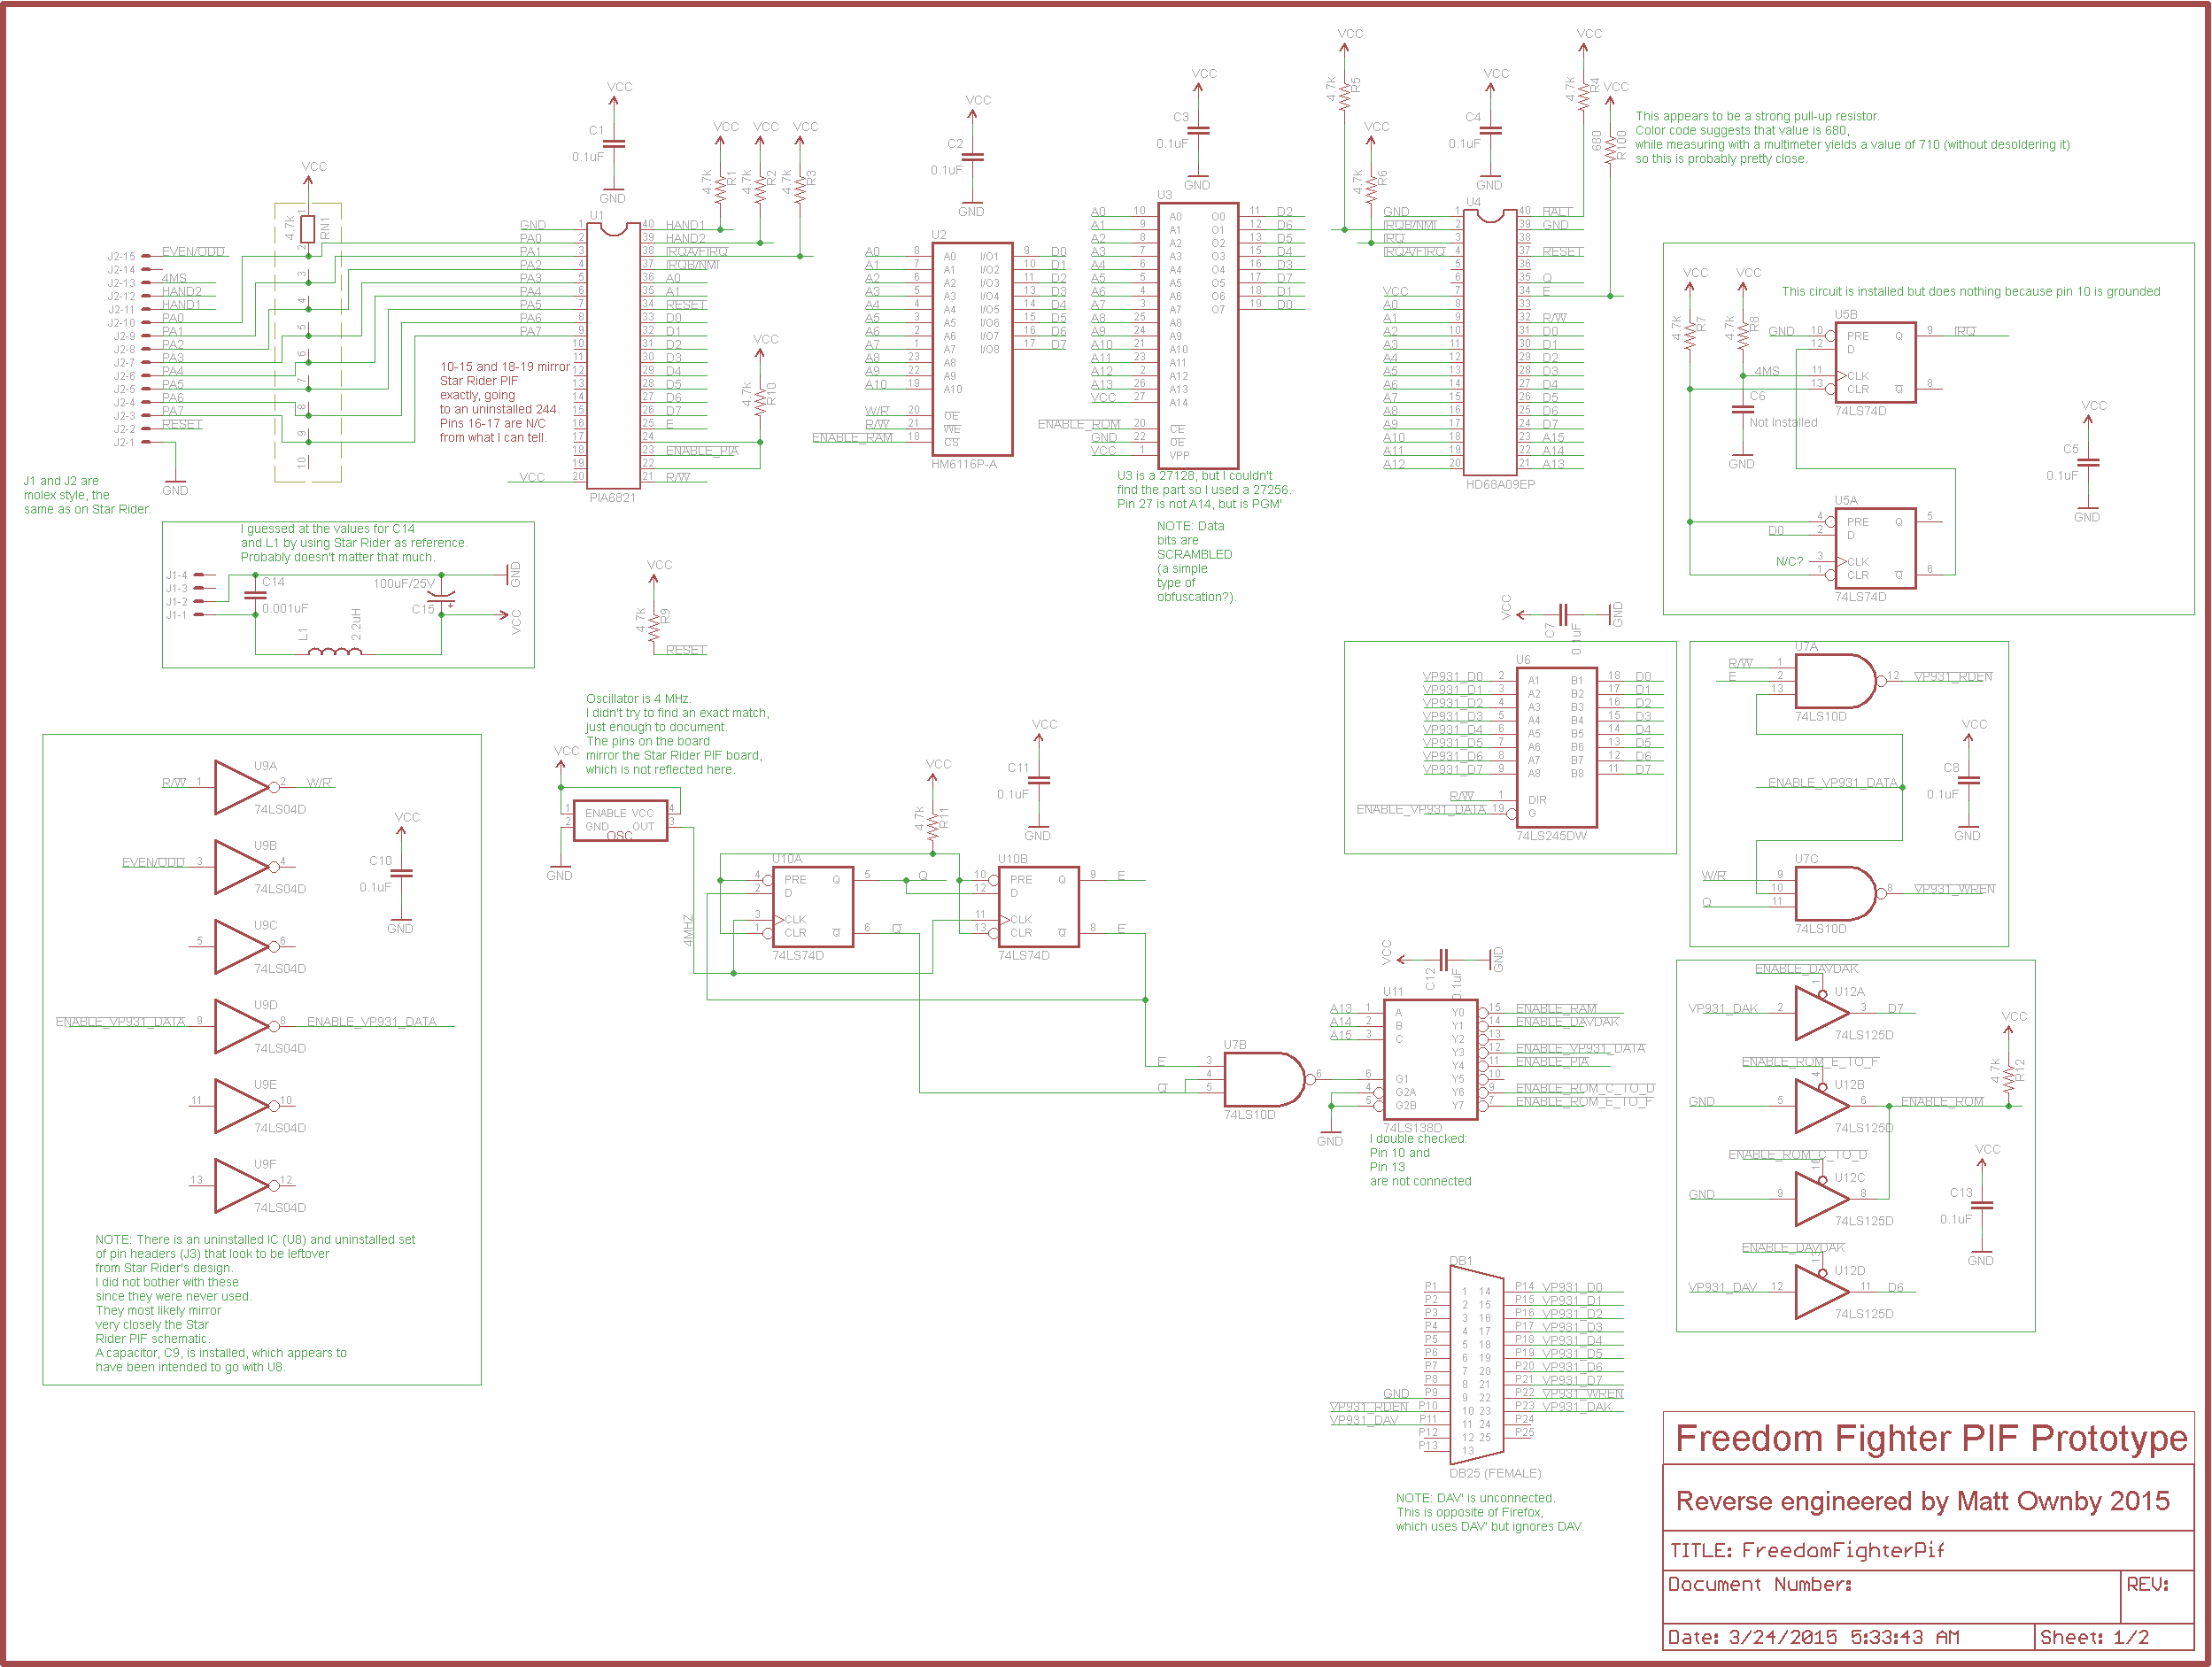 This appears to be a strong pull-up resistor.
Color code suggests that value is 680,
while measuring with a multimeter yields a value of 710 (without desoldering it)
so this is probably pretty close.
VCC
C1
0.1uF
GND
VCC
C2
0.1uF
GND
VCC
C3
0.1uF
GND
VCC
C4
0.1uF
GND
VCC
4.7k
R5
VCC
4.7k
R6
VCC
4.7k
R4
VCC
680
R100
VCC
4.7k
R1
VCC
4.7k
R2
VCC
4.7k
R3
VCC
4.7k
RN1
1
2
3
4
5
6
7
8
9
10
J2-15 EVEN/ODD
J2-14
J2-13 4MS
J2-12 HAND2
J2-11 HAND1
J2-10 PA0
J2-9 PA1
J2-8 PA2
J2-7 PA3
J2-6 PA4
J2-5 PA5
J2-4 PA6
J2-3 PA7
J2-2 RESET
J2-1
GND
J1 and J2 are
molex style, the
same as on Star Rider.
U1
GND 1 40 HAND1
PA0 2 39 HAND2
PA1 3 38 IRQA/FIRQ
PA2 4 37 IRQB/NMI
PA3 5 36 A0
PA4 6 35 A1
PA5 7 34 RESET
PA6 8 33 D0
PA7 9 32 D1
10 31 D2
11 30 D3
12 29 D4
13 28 D5
14 27 D6
15 26 D7
16 25 E
17 24
18 23 ENABLE_PIA
19 22
VCC 20 21 R/W
PIA6821
VCC
4.7k
R10
10-15 and 18-19 mirror
Star Rider PIF
exactly, going
to an uninstalled 244.
Pins 16-17 are N/C
from what I can tell.
U2
A0 8 A0 I/O1 9 D0
A1 7 A1 I/O2 10 D1
A2 6 A2 I/O3 11 D2
A3 5 A3 I/O4 13 D3
A4 4 A4 I/O5 14 D4
A5 3 A5 I/O6 15 D5
A6 2 A6 I/O7 16 D6
A7 1 A7 I/O8 17 D7
A8 23 A8
A9 22 A9
A10 19 A10
W/R 20 OE
R/W 21 WE
ENABLE_RAM 18 CS
HM6116P-A
U3
A0 10 A0 O0 11 D2
A1 9 A1 O1 12 D6
A2 8 A2 O2 13 D5
A3 7 A3 O3 15 D4
A4 6 A4 O4 16 D3
A5 5 A5 O5 17 D7
A6 4 A6 O6 18 D1
A7 3 A7 O7 19 D0
A8 25 A8
A9 24 A9
A10 21 A10
A11 23 A11
A12 2 A12
A13 26 A13
VCC 27 A14
ENABLE_ROM 20 CE
GND 22 OE
VCC 1 VPP
U3 is a 27128, but I couldn't
find the part so I used a 27256.
Pin 27 is not A14, but is PGM'
NOTE: Data
bits are
SCRAMBLED
(a simple
type of
obfuscation?).
U4
GND 1 40 HALT
IRQB/NMI 2 39 GND
IRQ 3 38
IRQA/FIRQ 4 37 RESET
5 36
6 35 Q
VCC 7 34 E
A0 8 33
A1 9 32 R/W
A2 10 31 D0
A3 11 30 D1
A4 12 29 D2
A5 13 28 D3
A6 14 27 D4
A7 15 26 D5
A8 16 25 D6
A9 17 24 D7
A10 18 23 A15
A11 19 22 A14
A12 20 21 A13
HD68A09EP
This circuit is installed but does nothing because pin 10 is grounded
VCC
4.7k
R7
VCC
4.7k
R8
4MS
C6
Not Installed
GND
U5B
GND 10 PRE Q 9 IRQ
12 D
11 CLK
13 CLR Q 8
74LS74D
VCC
C5
0.1uF
GND
U5A
4 PRE Q 5
D0 2 D
N/C? 3 CLK
1 CLR Q 6
74LS74D
I guessed at the values for C14
and L1 by using Star Rider as reference.
Probably doesn't matter that much.
J1-4
J1-3
J1-2
J1-1
C14
0.001uF
L1
2.2uH
100uF/25V
C15
+
GND
VCC
VCC
4.7k
R9
RESET
Oscillator is 4 MHz.
I didn't try to find an exact match,
just enough to document.
The pins on the board
mirror the Star Rider PIF board,
which is not reflected here.
VCC
1 ENABLE VCC 4
2 GND OUT 3
OSC
GND
4MHZ
VCC
4.7k
R11
VCC
C11
0.1uF
GND
U10A
4 PRE Q 5 Q
2 D
3 CLK
1 CLR Q 6 Q
74LS74D
U10B
10 PRE Q 9 E
12 D
11 CLK
13 CLR Q 8 E
74LS74D
VCC
C7
0.1uF
GND
U6
VP931_D0 2 A1 B1 18 D0
VP931_D1 3 A2 B2 17 D1
VP931_D2 4 A3 B3 16 D2
VP931_D3 5 A4 B4 15 D3
VP931_D4 6 A5 B5 14 D4
VP931_D5 7 A6 B6 13 D5
VP931_D6 8 A7 B7 12 D6
VP931_D7 9 A8 B8 11 D7
R/W 1 DIR
ENABLE_VP931_DATA 19 G
74LS245DW
U7A
R/W 1
E 2
13
12 VP931_RDEN
74LS10D
ENABLE_VP931_DATA
VCC
C8
0.1uF
GND
U7C
W/R 9
10
Q 11
8 VP931_WREN
74LS10D
U9A
R/W 1 2 W/R
74LS04D
U9B
EVEN/ODD 3 4
74LS04D
VCC
C10
0.1uF
GND
U9C
5 6
74LS04D
U9D
ENABLE_VP931_DATA 9 8 ENABLE_VP931_DATA
74LS04D
U9E
11 10
74LS04D
U9F
13 12
74LS04D
NOTE: There is an uninstalled IC (U8) and uninstalled set
of pin headers (J3) that look to be leftover
from Star Rider's design.
I did not bother with these
since they were never used.
They most likely mirror
very closely the Star
Rider PIF schematic.
A capacitor, C9, is installed, which appears to
have been intended to go with U8.
U7B
E 3
4
Q 5
6
74LS10D
VCC
C12
0.1uF
GND
U11
A13 1 A Y0 15 ENABLE_RAM
A14 2 B Y1 14 ENABLE_DAVDAK
A15 3 C Y2 13
Y3 12 ENABLE_VP931_DATA
Y4 11 ENABLE_PIA
6 G1 Y5 10
4 G2A Y6 9 ENABLE_ROM_C_TO_D
5 G2B Y7 7 ENABLE_ROM_E_TO_F
74LS138D
GND
I double checked:
Pin 10 and
Pin 13
are not connected
ENABLE_DAVDAK
1
U12A
VP931_DAK 2 3 D7
74LS125D
ENABLE_ROM_E_TO_F
4
U12B
GND 5 6 ENABLE_ROM
74LS125D
VCC
4.7k
R12
ENABLE_ROM_C_TO_D
10
U12C
GND 9 8
74LS125D
VCC
C13
0.1uF
GND
ENABLE_DAVDAK
13
U12D
VP931_DAV 12 11 D6
74LS125D
DB1
P1 1 14 P14 VP931_D0
P2 2 15 P15 VP931_D1
P3 3 16 P16 VP931_D2
P4 4 17 P17 VP931_D3
P5 5 18 P18 VP931_D4
P6 6 19 P19 VP931_D5
P7 7 20 P20 VP931_D6
P8 8 21 P21 VP931_D7
GND P9 9 22 P22 VP931_WREN
VP931_RDEN P10 10 23 P23 VP931_DAK
VP931_DAV P11 11 24 P24
P12 12 25 P25
P13 13
DB25 (FEMALE)
NOTE: DAV' is unconnected.
This is opposite of Firefox,
which uses DAV' but ignores DAV.
Freedom Fighter PIF Prototype
Reverse engineered by Matt Ownby 2015
TITLE: FreedomFighterPif
Document Number:
REV:
Date: 3/24/2015 5:33:43 AM
Sheet: 1/2